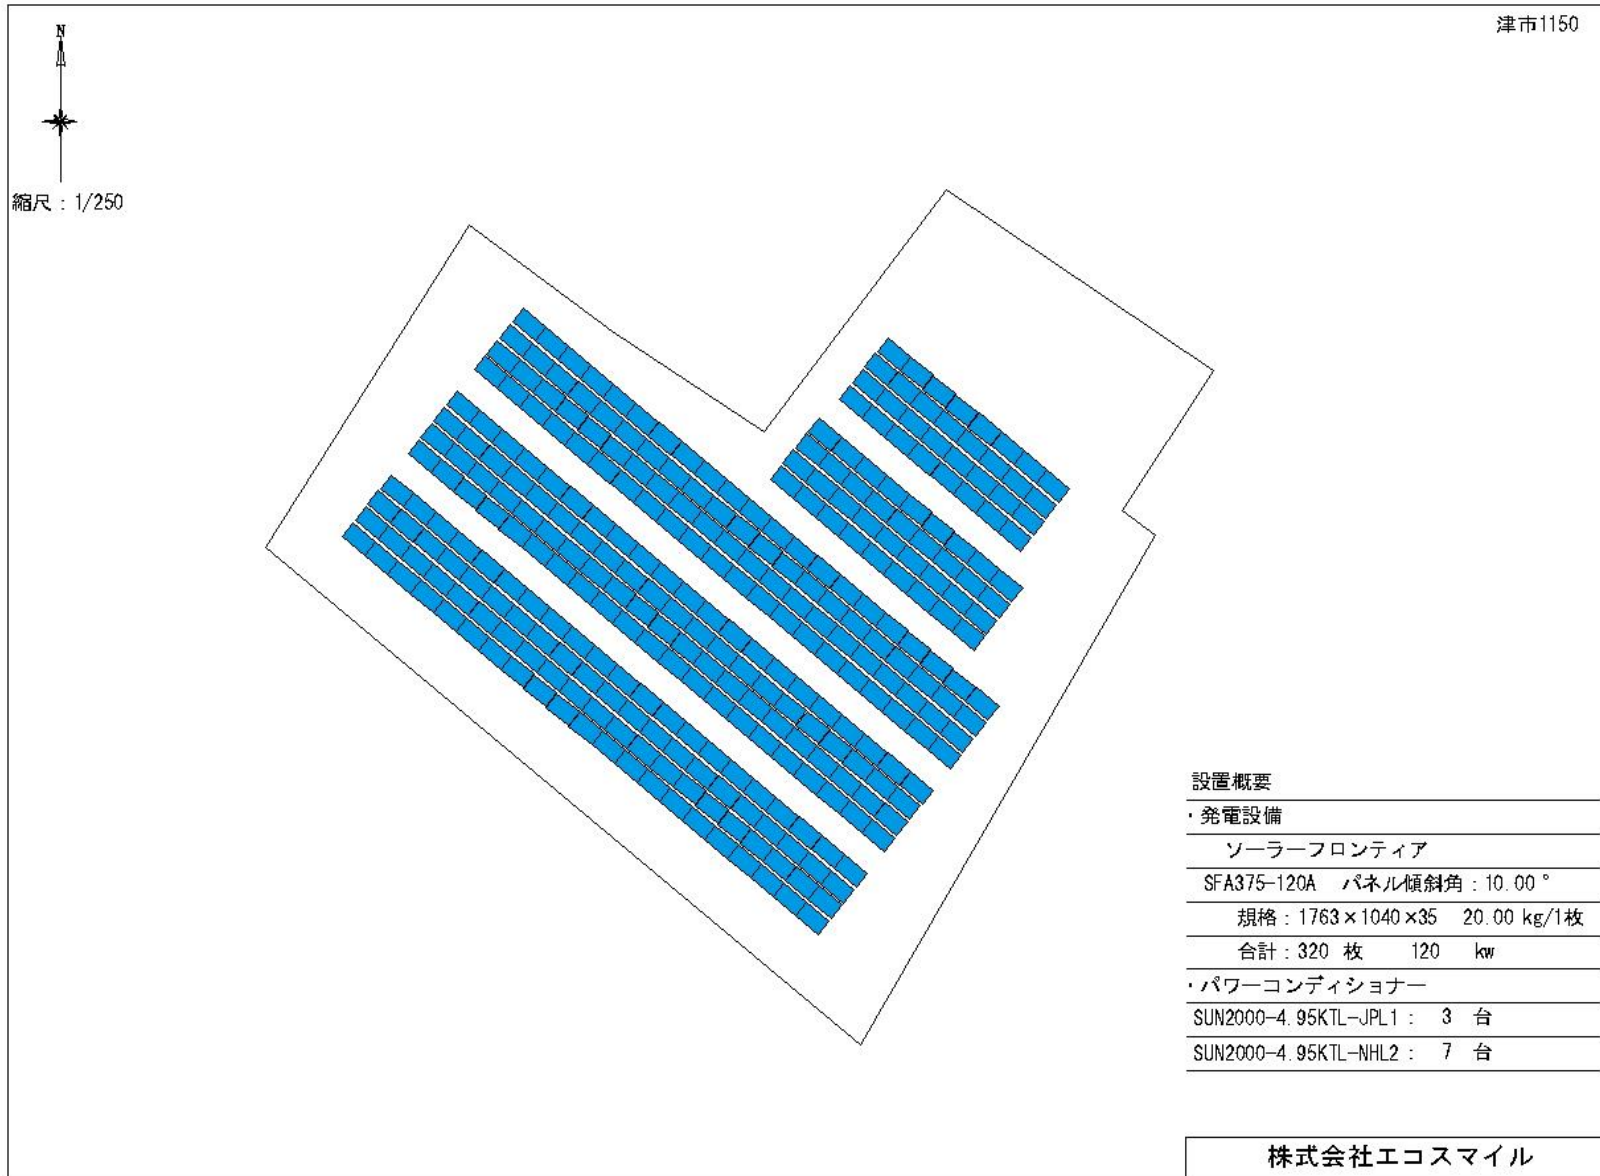 津市1150
N
縮尺：1/250
設置概要
・発電設備
ソーラーフロンティア
SFA375-120A パネル傾斜角：10.00°
規格：1763×1040×35 20.00 kg/1枚
合計：320 枚 120 kw
・パワーコンディショナー
SUN2000-4.95KTL-JPL1： 3 台
SUN2000-4.95KTL-NHL2： 7 台
株式会社エコスマイル